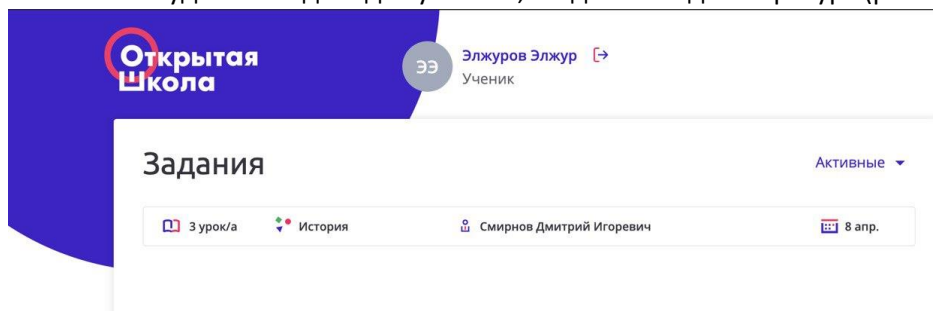 Открытая
Школа
ЭЭ
Элжуров Элжур
Ученик
Задания
Активные
3 урок/а
История
Смирнов Дмитрий Игоревич
8 апр.